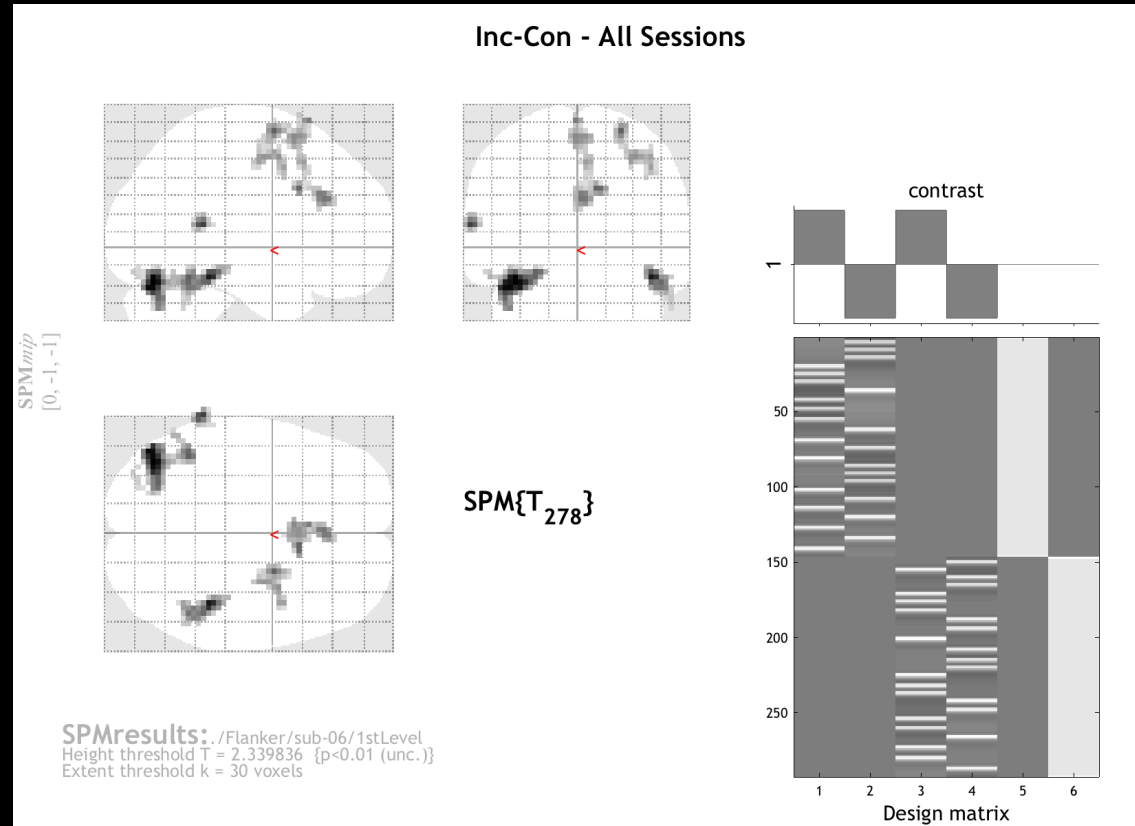 Inc-Con - All Sessions
<
<
SPMmip
[0, -1, -1]
<
SPM{T278}
contrast
1
50
100
150
200
250
1 2 3 4 5 6
Design matrix
SPMresults: ./Flanker/sub-06/1stLevel
Height threshold T = 2.339836 {p<0.01 (unc.)}
Extent threshold k = 30 voxels